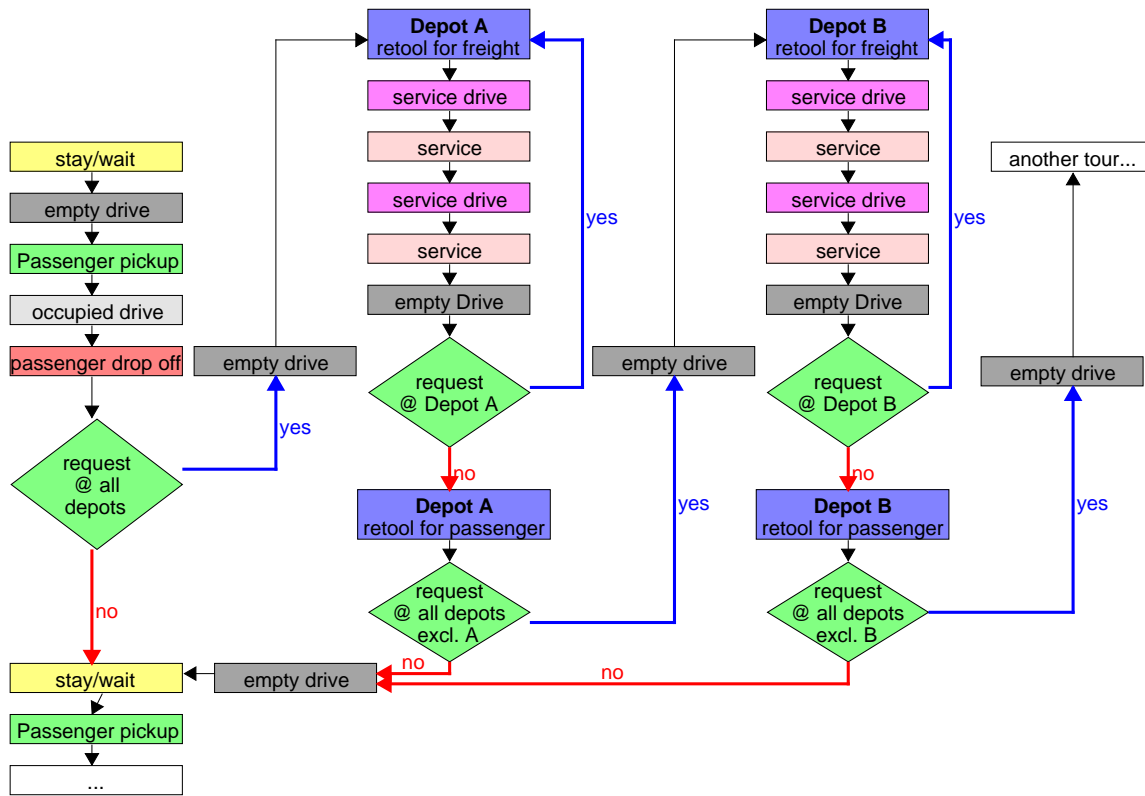 stay/wait
empty drive
Passenger pickup
occupied drive
passenger drop off
request
@ all
depots
yes
no
stay/wait
Passenger pickup
...
empty drive
Depot A
retool for freight
service drive
service
service drive
service
empty Drive
request
@ Depot A
yes
no
Depot A
retool for passenger
request
@ all depots
excl. A
yes
no
empty drive
empty drive
Depot B
retool for freight
service drive
service
service drive
service
empty Drive
request
@ Depot B
yes
no
Depot B
retool for passenger
request
@ all depots
excl. B
yes
no
empty drive
another tour...